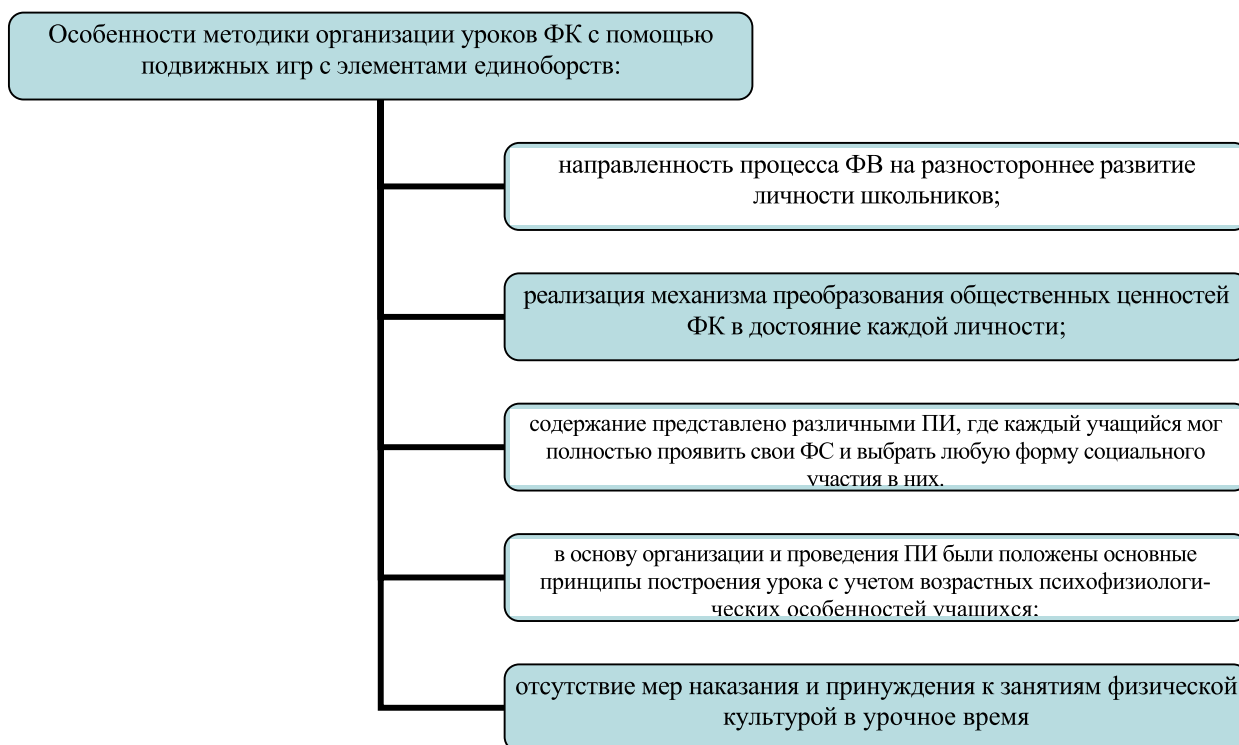 Особенности методики организации уроков ФК с помощью
подвижных игр с элементами единоборств:
направленность процесса ФВ на разностороннее развитие
личности школьников;
реализация механизма преобразования общественных ценностей
ФК в достояние каждой личности;
содержание представлено различными ПИ, где каждый учащийся мог
полностью проявить свои ФС и выбрать любую форму социального
участия в них.
в основу организации и проведения ПИ были положены основные
принципы построения урока с учетом возрастных психофизиологи-
ческих особенностей учащихся;
отсутствие мер наказания и принуждения к занятиям физической
культурой в урочное время